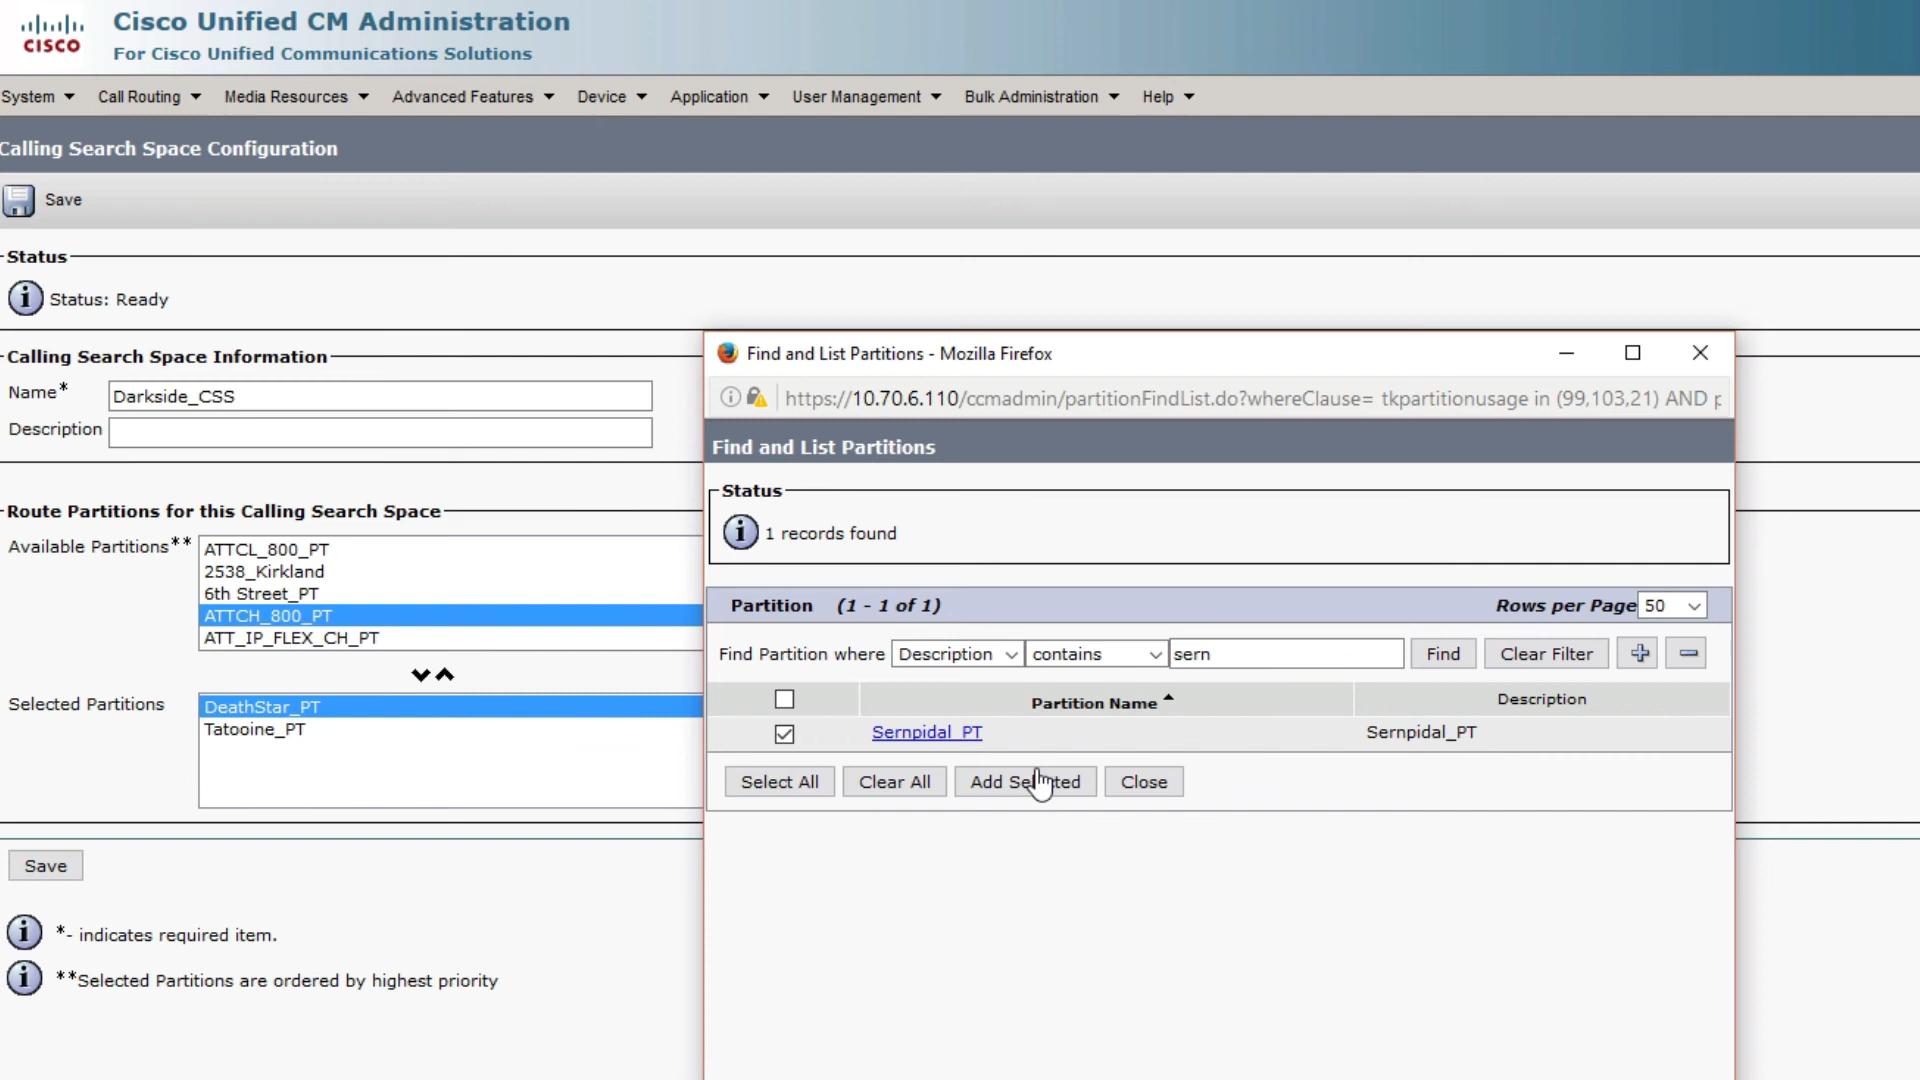 CISCO
Cisco Unified CM Administration
For Cisco Unified Communications Solutions
System Call Routing Media Resources Advanced Features Device Application User Management Bulk Administration Help
Calling Search Space Configuration
Save
Status
Status: Ready
Calling Search Space Information
Name* Darkside_CSS
Description
Route Partitions for this Calling Search Space
Available Partitions**
ATTCL_800_PT
2538_Kirkland
6th Street_PT
ATTCH_800_PT
ATT_IP_FLEX_CH_PT
Selected Partitions
DeathStar_PT
Tatooine_PT
Save
*- indicates required item.
**Selected Partitions are ordered by highest priority
Find and List Partitions - Mozilla Firefox
https://10.70.6.110/ccmadmin/partitionFindList.do?whereClause= tkpartitionusage in (99,103,21) AND p
Find and List Partitions
Status
1 records found
Partition (1 - 1 of 1) Rows per Page 50
Find Partition where Description contains sern Find Clear Filter
Partition Name Description
Sernpidal_PT Sernpidal_PT
Select All Clear All Add Selected Close